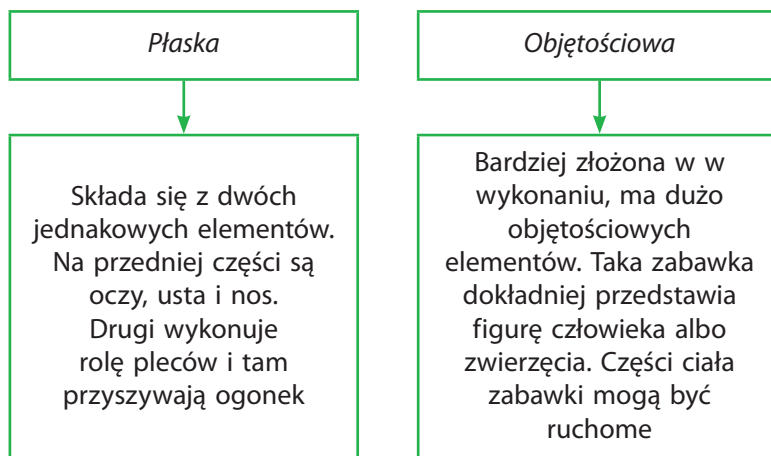 Płaska
Składa się z dwóch
jednakowych elementów.
Na przedniej części są
oczy, usta i nos.
Drugi wykonuje
rolę pleców i tam
przyszywają ogonek
Objętościowa
Bardziej złożona w w
wykonaniu, ma dużo
objętościowych
elementów. Taka zabawka
dokładniej przedstawia
figurę człowieka albo
zwierzęcia. Części ciała
zabawki mogą być
ruchome